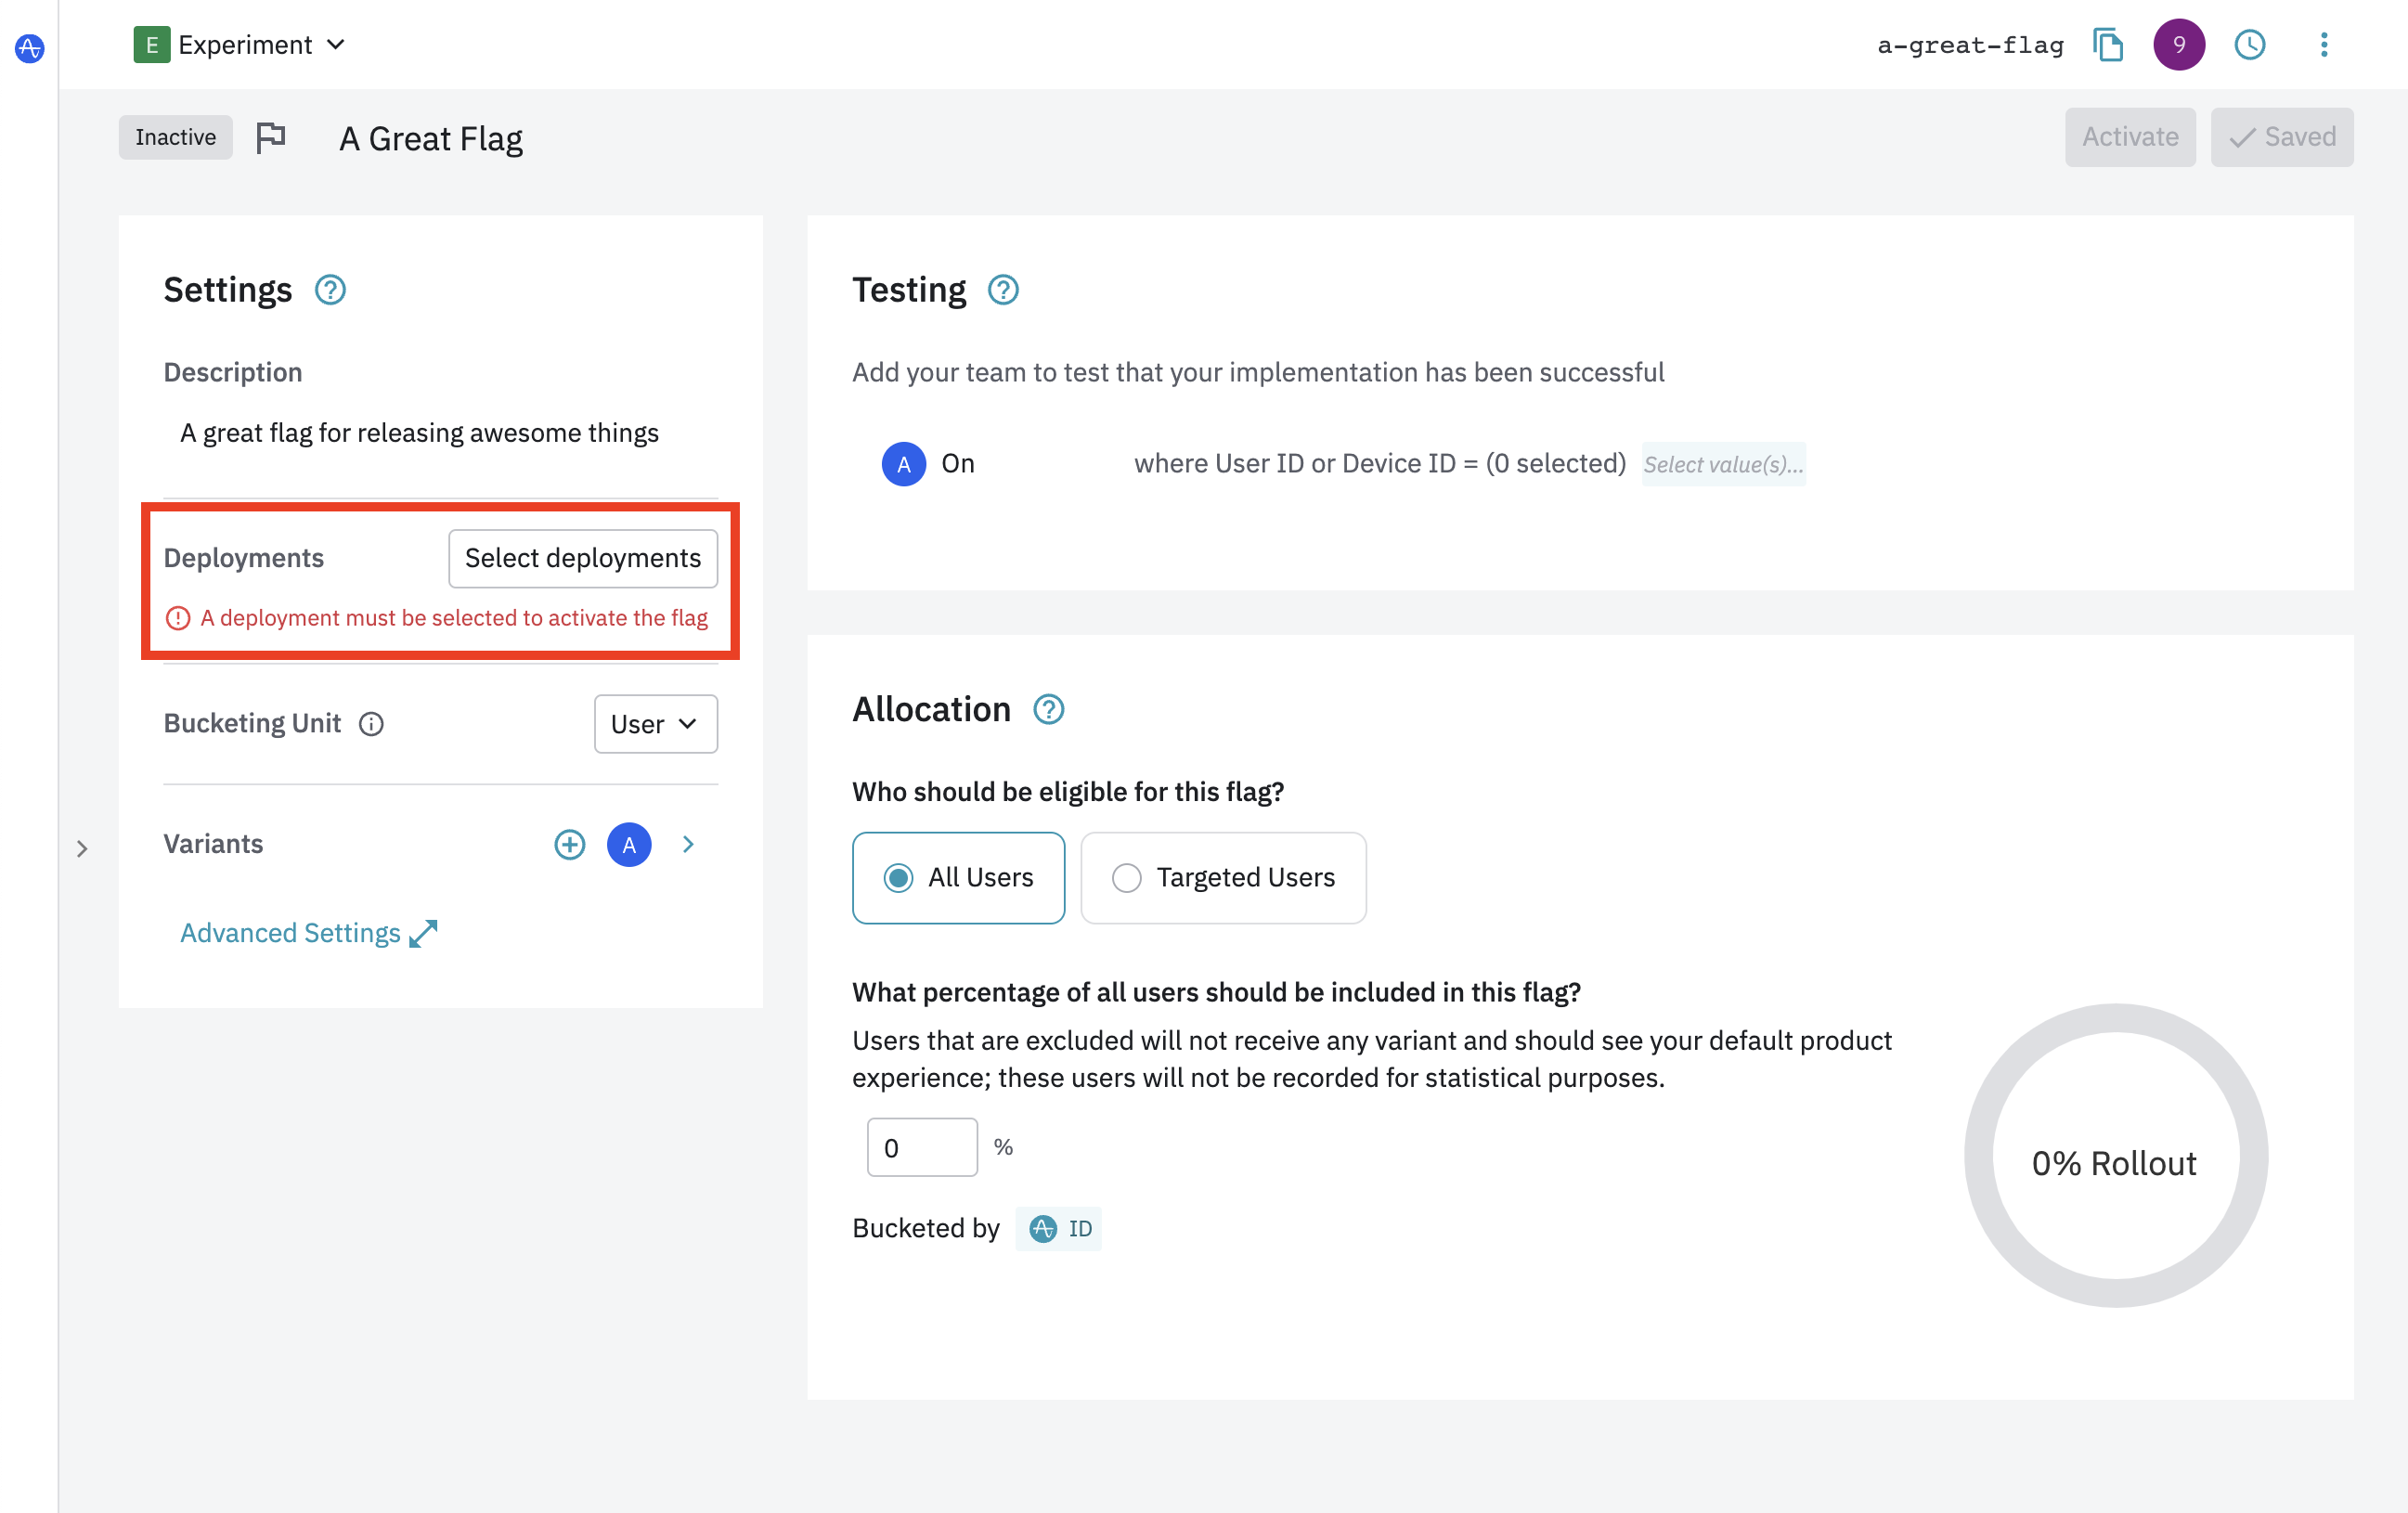 E Experiment
a-great-flag
9
Inactive
A Great Flag
Activate
Saved
Settings
Description
A great flag for releasing awesome things
Deployments
Select deployments
A deployment must be selected to activate the flag
Bucketing Unit
User
Variants
A
Advanced Settings
Testing
Add your team to test that your implementation has been successful
A On where User ID or Device ID = (0 selected) Select value(s)...
Allocation
Who should be eligible for this flag?
All Users
Targeted Users
What percentage of all users should be included in this flag?
Users that are excluded will not receive any variant and should see your default product
experience; these users will not be recorded for statistical purposes.
0 %
Bucketed by ID
0% Rollout